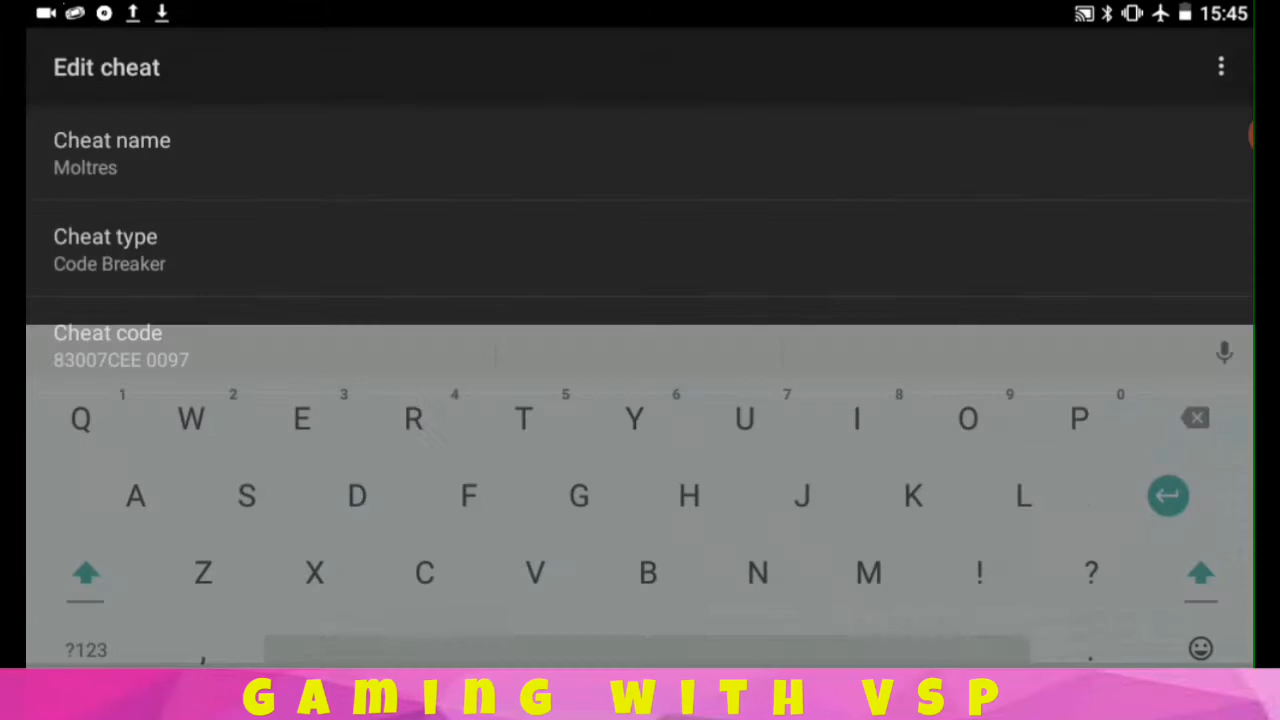 15:45
Edit cheat
Cheat name
Moltres
Cheat type
Code Breaker
Cheat code
83007CEE 0097
1 2 3 4 5 6 7 8 9 0
Q W E R T Y U I O P
A S D F G H J K L
Z X C V B N M ! ?
?123 , .
GAMING WITH VSP